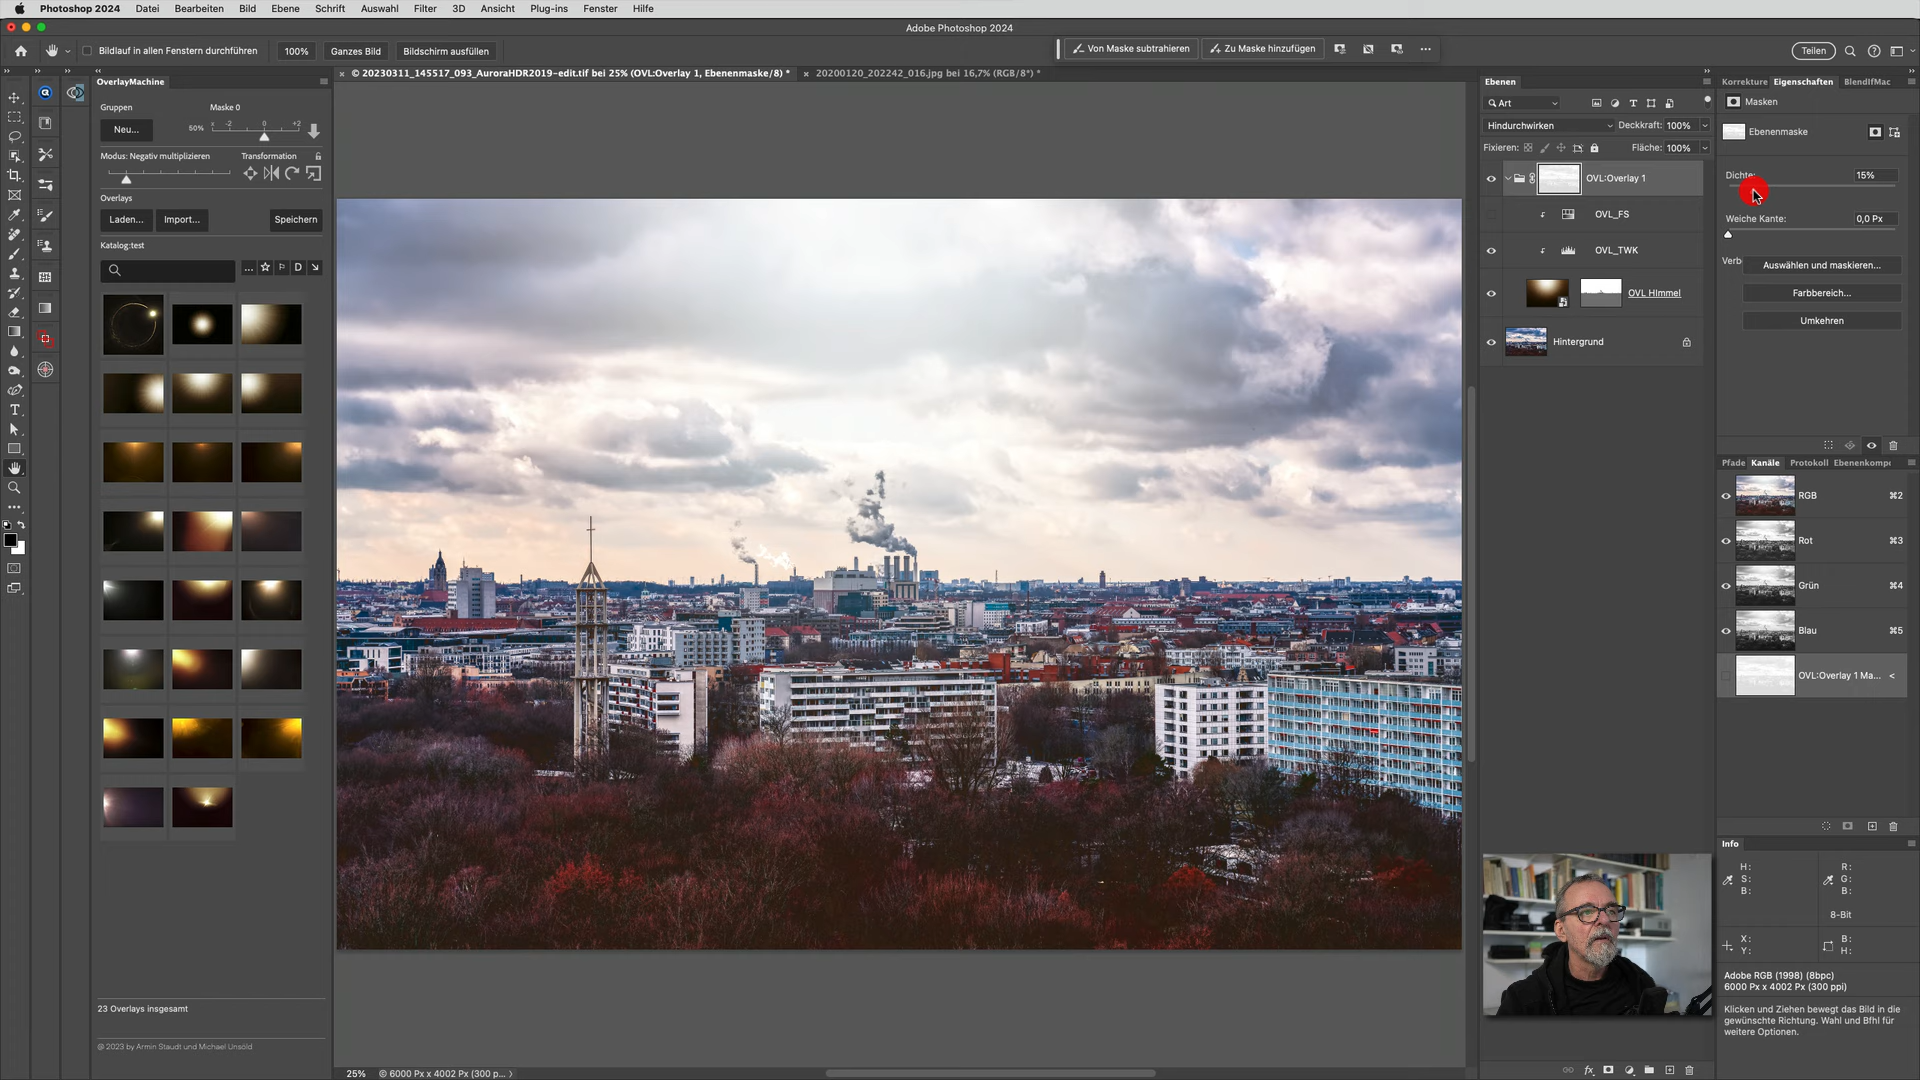 Photoshop 2024 Datei Bearbeiten Bild Ebene Schrift Auswahl Filter 3D Ansicht Plug-ins Fenster Hilfe
Adobe Photoshop 2024
Bildlauf in allen Fenstern durchführen 100% Ganzes Bild Bildschirm ausfüllen
Von Maske subtrahieren Zu Maske hinzufügen
Teilen
© 20230311_145517_093_AuroraHDR2019-edit.tif bei 25% (OVL:Overlay 1, Ebenenmaske/8) *
20200120_202242_016.jpg bei 16,7% (RGB/8*) *
OverlayMachine
Gruppen
Maske 0
Neu...
50%
-2 0 +2
Modus: Negativ multiplizieren
Transformation
Overlays
Laden... Import... Speichern
Katalog:test
... D
23 Overlays insgesamt
@ 2023 by Armin Staudt und Michael Unsöld
25% © 6000 Px x 4002 Px (300 p...
Ebenen
Art
Hindurchwirken Deckkraft: 100%
Fixieren: Fläche: 100%
OVL:Overlay 1
OVL_FS
OVL_TWK
OVL HImmel
Hintergrund
Korrekture Eigenschaften BlendIfMac
Masken
Ebenenmaske
Dichte: 15%
Weiche Kante: 0,0 Px
Verb
Auswählen und maskieren...
Farbbereich...
Umkehren
Pfade Kanäle Protokoll Ebenenkompo
RGB ⌘2
Rot ⌘3
Grün ⌘4
Blau ⌘5
OVL:Overlay 1 Ma... <
Info
H: R:
S: G:
B: B:
8-Bit
X: B:
Y: H:
Adobe RGB (1998) (8bpc)
6000 Px x 4002 Px (300 ppi)
Klicken und Ziehen bewegt das Bild in die
gewünschte Richtung. Wahl und Bfhl für
weitere Optionen.